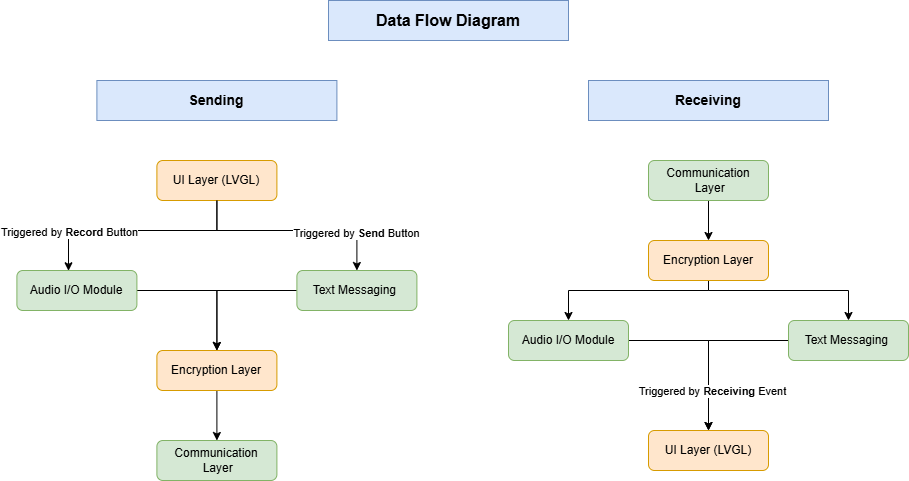 Data Flow Diagram
Sending
UI Layer (LVGL)
Triggered by Record Button
Triggered by Send Button
Audio I/O Module
Text Messaging
Encryption Layer
Communication
Layer
Receiving
Communication
Layer
Encryption Layer
Audio I/O Module
Text Messaging
Triggered by Receiving Event
UI Layer (LVGL)